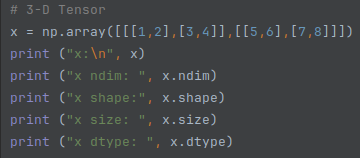 # 3-D Tensor
x = np.array([[[1,2],[3,4]],[[5,6],[7,8]]])
print ("x:\n", x)
print ("x ndim: ", x.ndim)
print ("x shape:", x.shape)
print ("x size: ", x.size)
print ("x dtype: ", x.dtype)